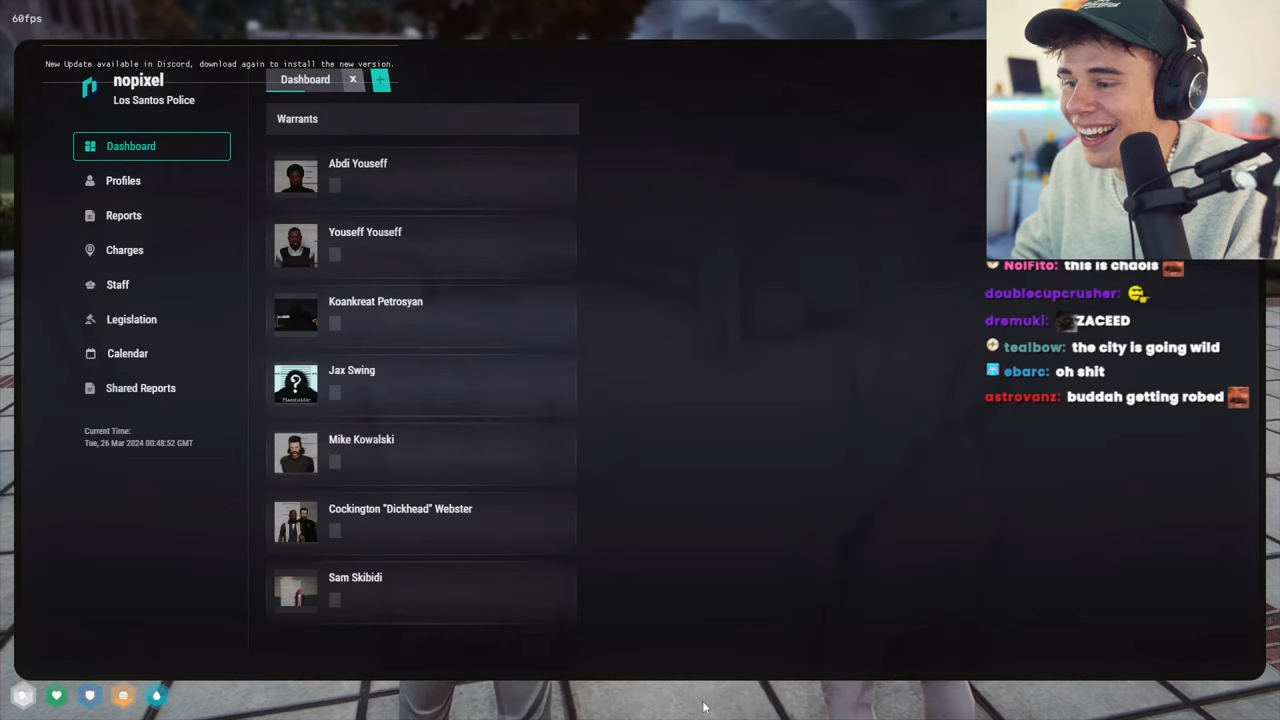 60fps
New Update available in Discord, download again to install the new version.
nopixel
Los Santos Police
Dashboard
Profiles
Reports
Charges
Staff
Legislation
Calendar
Shared Reports
Current Time:
Tue, 26 Mar 2024 00:48:52 GMT
Dashboard x +
Warrants
Abdi Youseff
Youseff Youseff
Koankreat Petrosyan
Jax Swing
Mike Kowalski
Cockington "Dickhead" Webster
Sam Skibidi
NolFito: this is chaois
doublecupcrusher:
dremuki: ZACEED
tealbow: the city is going wild
ebarc: oh shit
astrovanz: buddah getting robed